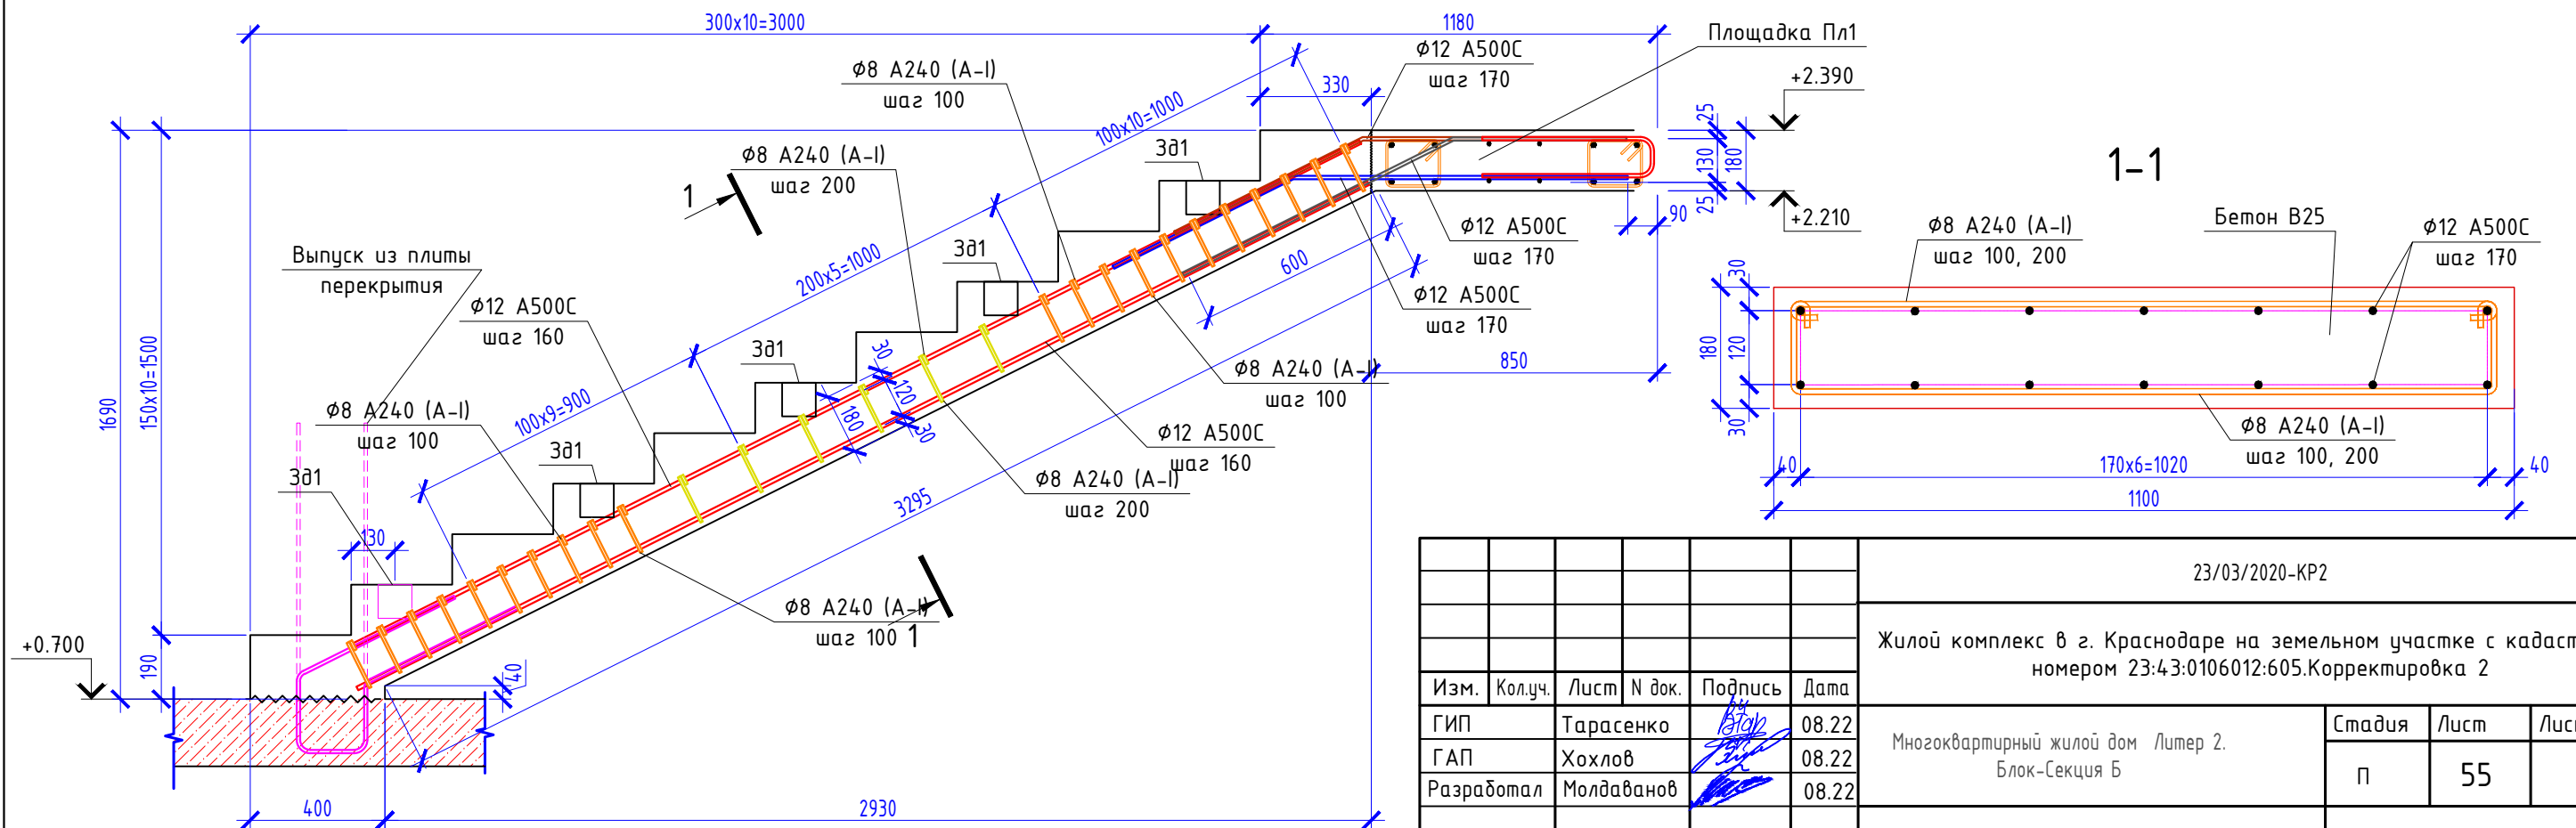 300х10=3000
1180
Площадка Пл1
Ø12 А500С
шаг 170
Ø8 А240 (А-I)
шаг 100
330
+2.390
100х10=1000
25
130
180
25
1-1
Ø8 А240 (А-I)
шаг 200
Зд1
1
90
+2.210
Ø12 А500С
шаг 170
Ø8 А240 (А-I)
шаг 100, 200
Бетон В25
Ø12 А500С
шаг 170
Выпуск из плиты
перекрытия
200х5=1000
Зд1
600
Ø12 А500С
шаг 170
30
180
120
30
Ø12 А500С
шаг 160
1690
150х10=1500
Зд1
30
120
180
30
850
Ø8 А240 (А-I)
шаг 100
100х9=900
Ø8 А240 (А-I)
шаг 100
Ø12 А500С
шаг 160
Ø8 А240 (А-I)
шаг 100, 200
Зд1
Зд1
Ø8 А240 (А-I)
шаг 200
40
170х6=1020
40
1100
3295
130
Ø8 А240 (А-I)
шаг 100
1
+0.700
190
40
400
2930
23/03/2020-КР2
Жилой комплекс в г. Краснодаре на земельном участке с кадаст
номером 23:43:0106012:605.Корректировка 2
Изм. Кол.уч. Лист N док. Подпись Дата
ГИП Тарасенко 08.22
ГАП Хохлов 08.22
Разработал Молдаванов 08.22
Многоквартирный жилой дом Литер 2.
Блок-Секция Б
Стадия Лист Лис
П 55